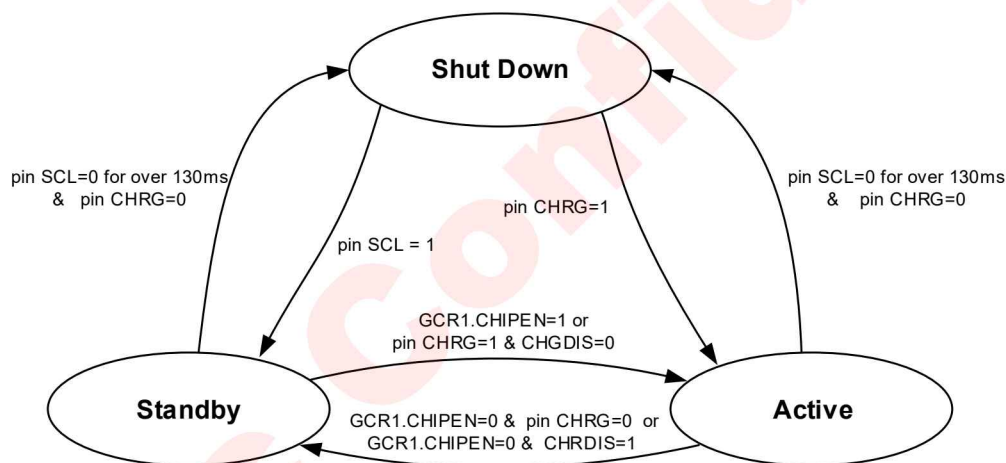 Shut Down
pin SCL=0 for over 130ms
& pin CHRG=0
pin SCL=0 for over 130ms
& pin CHRG=0
pin CHRG=1
pin SCL = 1
GCR1.CHIPEN=1 or
pin CHRG=1 & CHGDIS=0
Standby
Active
GCR1.CHIPEN=0 & pin CHRG=0 or
GCR1.CHIPEN=0 & CHRDIS=1